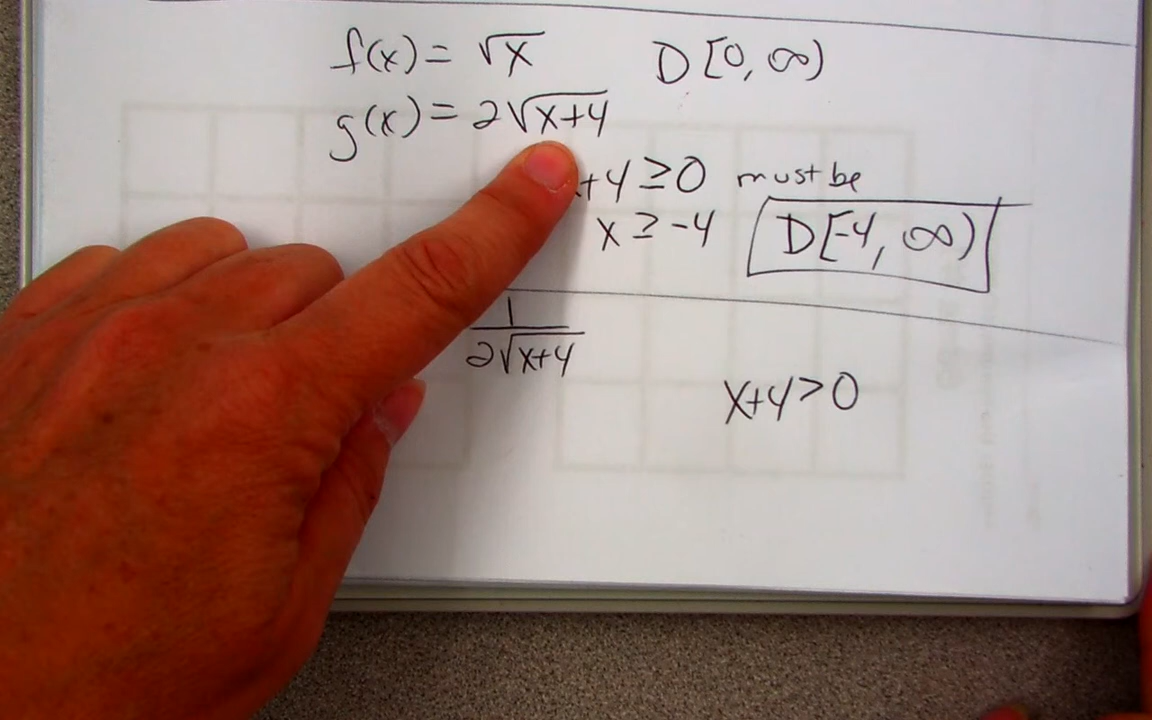 f(x) = √x D [0, ∞)
g(x) = 2√x+4
+4 ≥ 0 must be
x ≥ -4 D[-4, ∞)
1
2√x+4
x+4 > 0